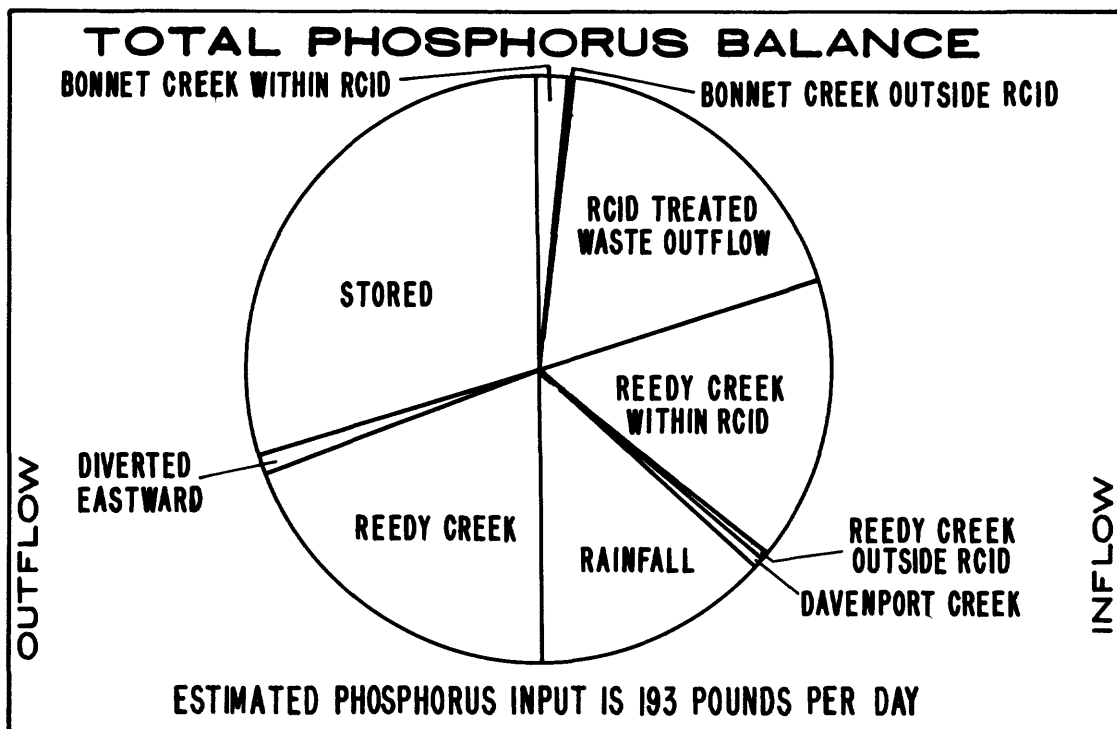 TOTAL PHOSPHORUS BALANCE
BONNET CREEK WITHIN RCID
BONNET CREEK OUTSIDE RCID
RCID TREATED
WASTE OUTFLOW
STORED
REEDY CREEK
WITHIN RCID
DIVERTED
EASTWARD
REEDY CREEK
RAINFALL
REEDY CREEK
OUTSIDE RCID
DAVENPORT CREEK
OUTFLOW
INFLOW
ESTIMATED PHOSPHORUS INPUT IS 193 POUNDS PER DAY